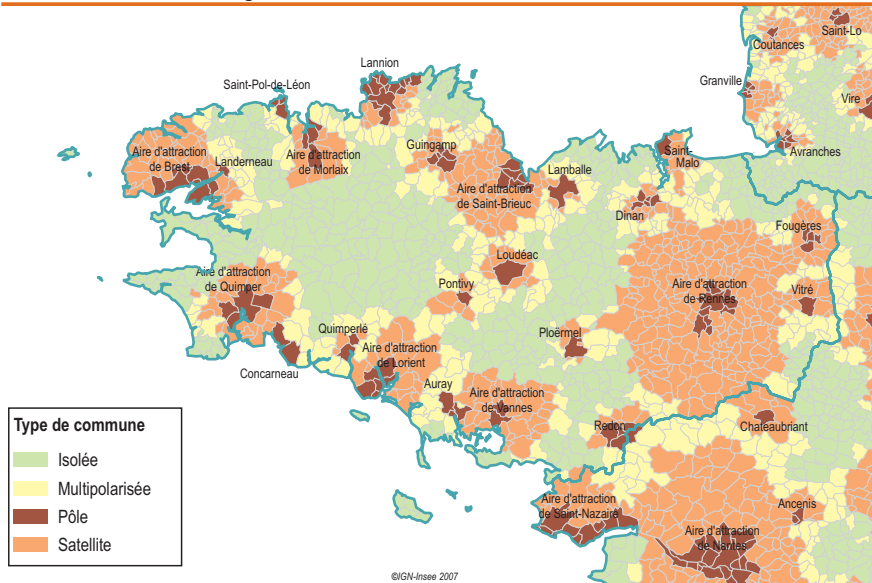 Saint-Lo
Coutances
Lannion
Saint-Pol-de-Léon
Granville
Vire
Aire d'attraction
de Brest
Landerneau
Aire d'attraction
de Morlaix
Guingamp
Saint-
Malo
Avranches
Aire d'attraction
de Saint-Brieuc
Lamballe
Dinan
Fougères
Loudéac
Aire d'attraction
de Quimper
Pontivy
Aire d'attraction
de Rennes
Vitré
Quimperlé
Ploërmel
Aire d'attraction
de Lorient
Concarneau
Auray
Aire d'attraction
de Vannes
Redon
Chateaubriant
Type de commune
Isolée
Multipolarisée
Pôle
Satellite
Aire d'attraction
de Saint-Nazaire
Ancenis
Aire d'attraction
de Nantes
©IGN-Insee 2007